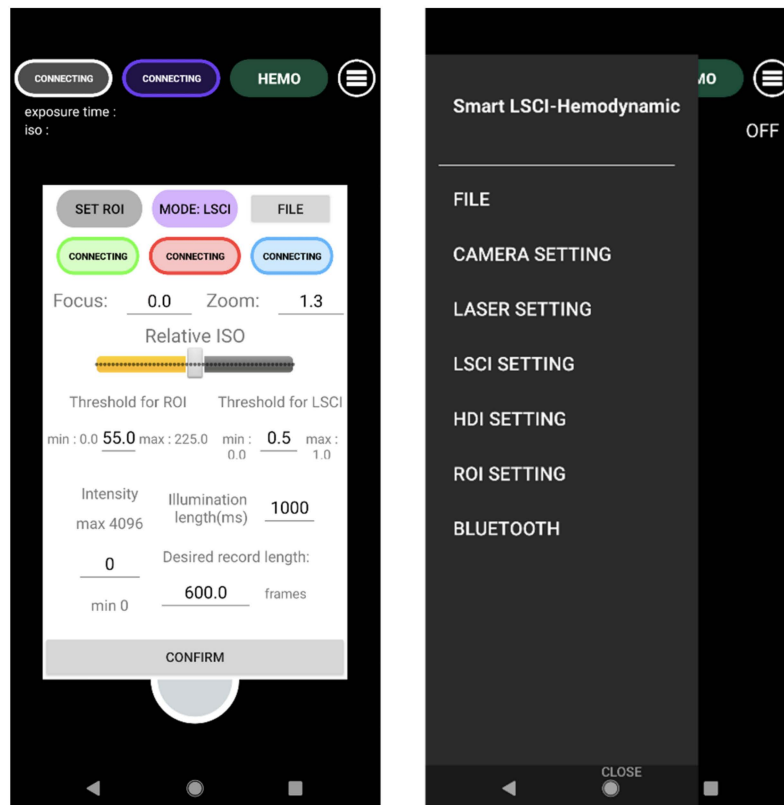 CONNECTING CONNECTING HEMO
exposure time :
iso :
SET ROI MODE: LSCI FILE
CONNECTING CONNECTING CONNECTING
Focus: 0.0 Zoom: 1.3
Relative ISO
Threshold for ROI Threshold for LSCI
min : 0.0 55.0 max : 225.0 min : 0.0 0.5 max : 1.0
Intensity
max 4096
0
min 0
Illumination
length(ms) 1000
Desired record length:
600.0 frames
CONFIRM
MO
OFF
Smart LSCI-Hemodynamic
FILE
CAMERA SETTING
LASER SETTING
LSCI SETTING
HDI SETTING
ROI SETTING
BLUETOOTH
CLOSE